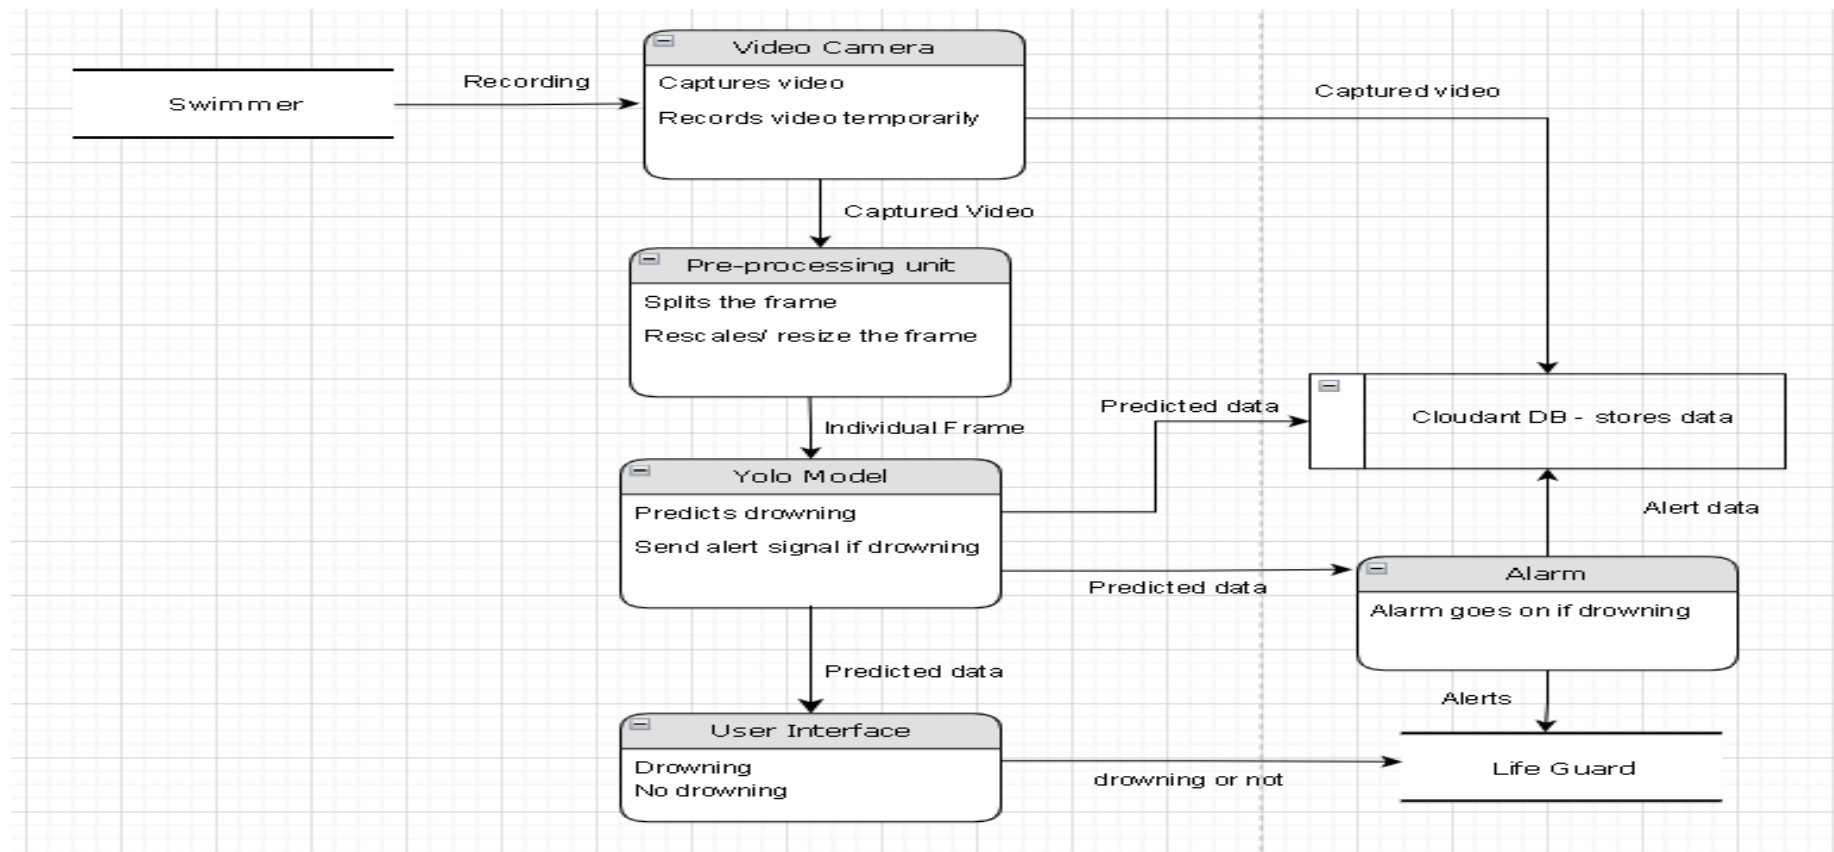 Video Camera
Captures video
Records video temporarily
Swimmer
Recording
Captured video
Captured Video
Pre-processing unit
Splits the frame
Rescales/ resize the frame
Individual Frame
Predicted data
Cloudant DB - stores data
Yolo Model
Predicts drowning
Send alert signal if drowning
Alert data
Predicted data
Alarm
Alarm goes on if drowning
Predicted data
Alerts
User Interface
Drowning
No drowning
drowning or not
Life Guard